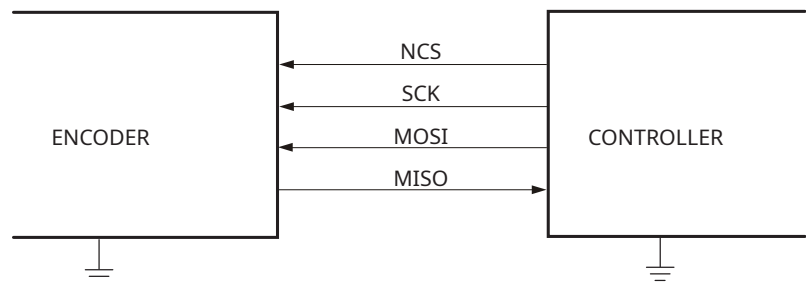 NCS
SCK
ENCODER
MOSI
CONTROLLER
MISO